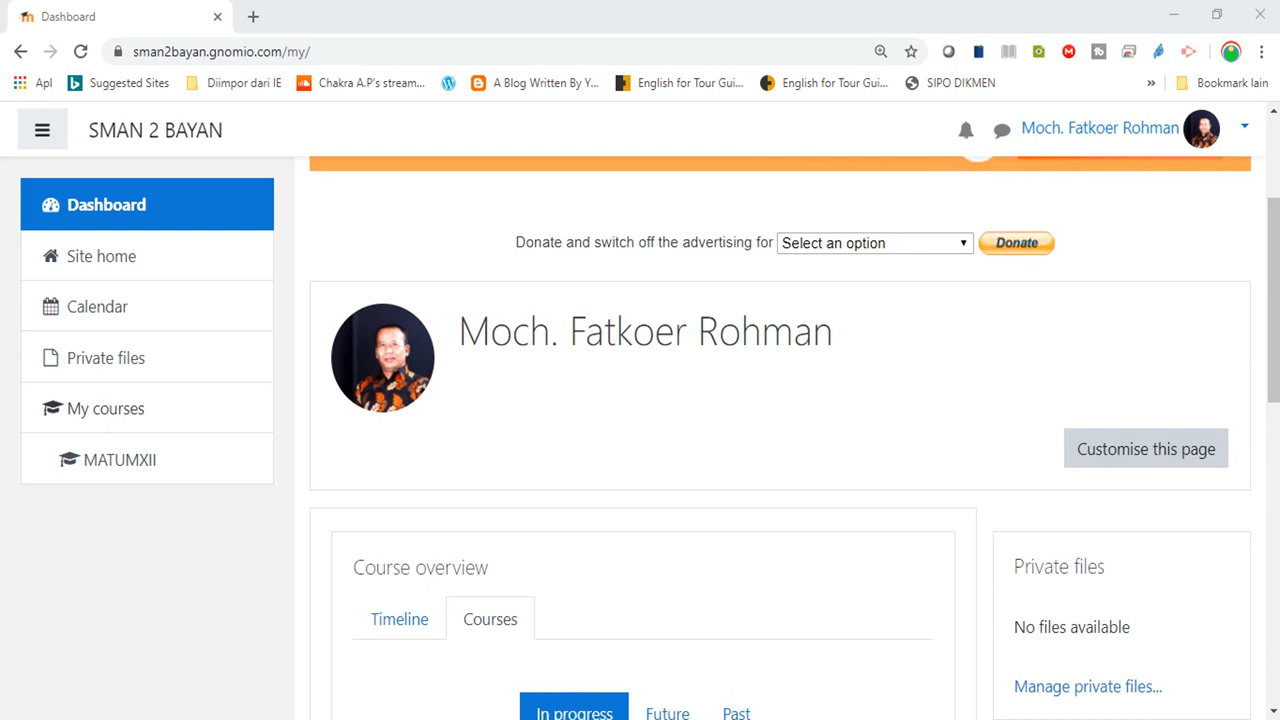 Dashboard
sman2bayan.gnomio.com/my/
Apl
Suggested Sites
Diimpor dari IE
Chakra A.P's stream...
A Blog Written By Y...
English for Tour Gui...
English for Tour Gui...
SIPO DIKMEN
»
Bookmark lain
SMAN 2 BAYAN
Moch. Fatkoer Rohman
Dashboard
Site home
Calendar
Private files
My courses
MATUMXII
Donate and switch off the advertising for
Select an option
Donate
Moch. Fatkoer Rohman
Customise this page
Course overview
Timeline
Courses
In progress
Future
Past
Private files
No files available
Manage private files...